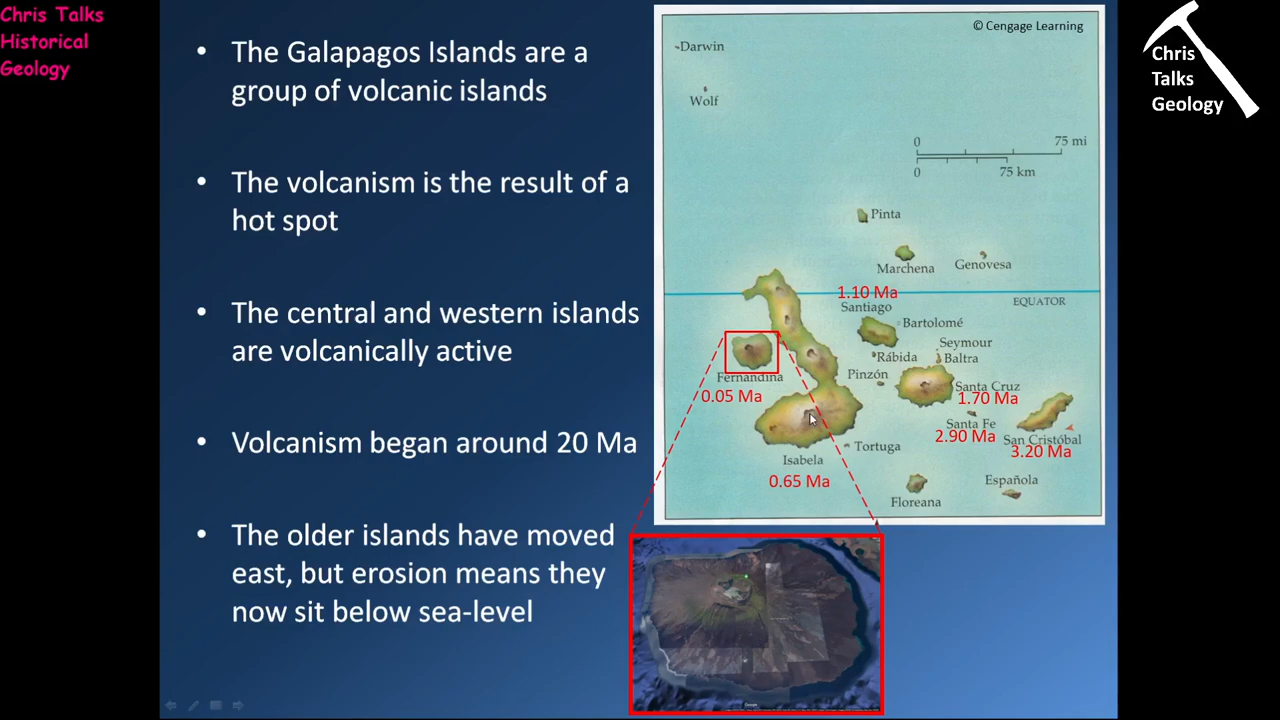 Chris Talks
Historical
Geology
• The Galapagos Islands are a
group of volcanic islands
• The volcanism is the result of a
hot spot
• The central and western islands
are volcanically active
• Volcanism began around 20 Ma
• The older islands have moved
east, but erosion means they
now sit below sea-level
© Cengage Learning
Darwin
Wolf
0 75 mi
0 75 km
Pinta
Marchena
Genovesa
1.10 Ma
EQUATOR
Santiago
Bartolomé
Seymour
Rábida
Baltra
Fernandina
Pinzón
Santa Cruz
0.05 Ma
1.70 Ma
Santa Fe
2.90 Ma
San Cristóbal
3.20 Ma
Tortuga
Isabela
0.65 Ma
Española
Floreana
Chris
Talks
Geology